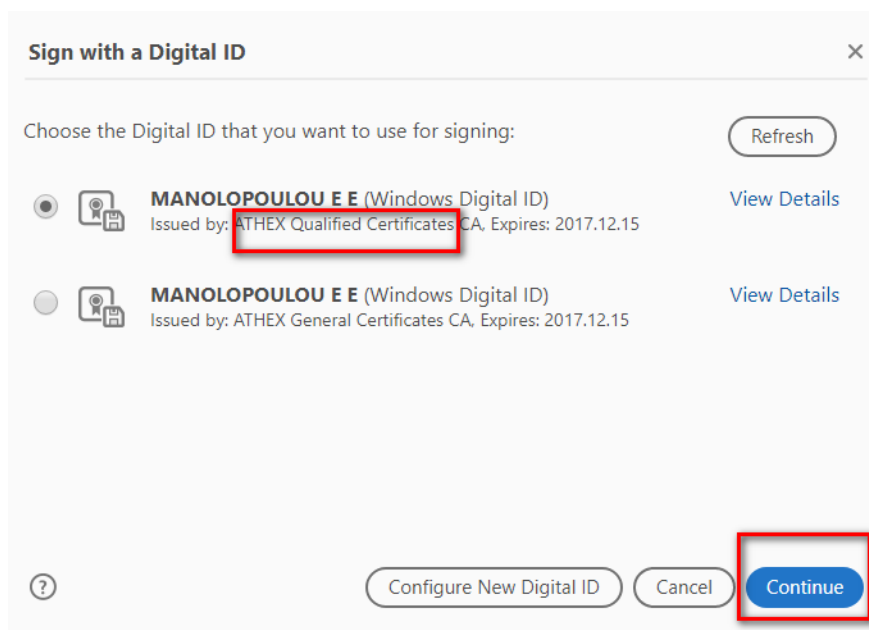 Sign with a Digital ID
Choose the Digital ID that you want to use for signing:
Refresh
MANOLOPOULOU E E (Windows Digital ID)
View Details
Issued by: ATHEX Qualified Certificates CA, Expires: 2017.12.15
MANOLOPOULOU E E (Windows Digital ID)
View Details
Issued by: ATHEX General Certificates CA, Expires: 2017.12.15
?
Configure New Digital ID
Cancel
Continue